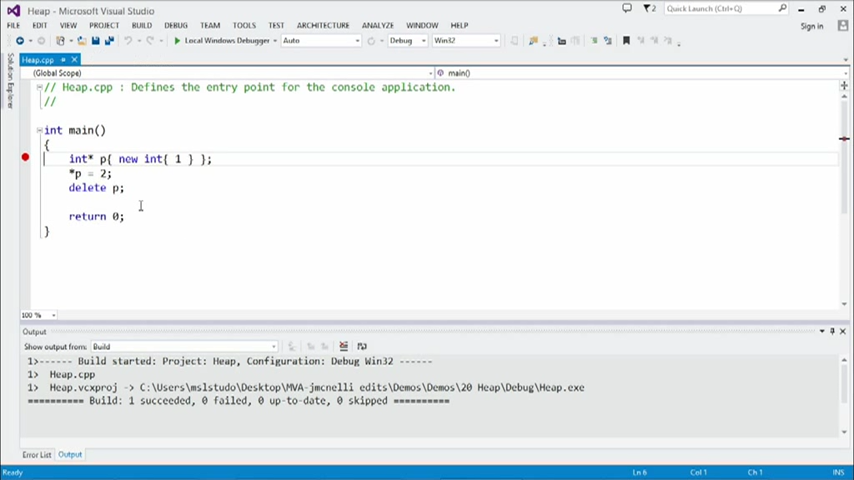 Heap - Microsoft Visual Studio
2
Quick Launch (Ctrl+Q)
FILE EDIT VIEW PROJECT BUILD DEBUG TEAM TOOLS TEST ARCHITECTURE ANALYZE WINDOW HELP
Sign in
Local Windows Debugger Auto Debug Win32
Heap.cpp
Server Explorer
(Global Scope) main()
// Heap.cpp : Defines the entry point for the console application.
//
int main()
{
int* p{ new int{ 1 } };
*p = 2;
delete p;
return 0;
}
100 %
Output
Show output from: Build
1>------ Build started: Project: Heap, Configuration: Debug Win32 ------
1> Heap.cpp
1> Heap.vcxproj -> C:\Users\mslstudo\Desktop\MVA-jmcnelli edits\Demos\Demos\20 Heap\Debug\Heap.exe
========== Build: 1 succeeded, 0 failed, 0 up-to-date, 0 skipped ==========
Error List Output
Ready Ln 6 Col 1 Ch 1 INS